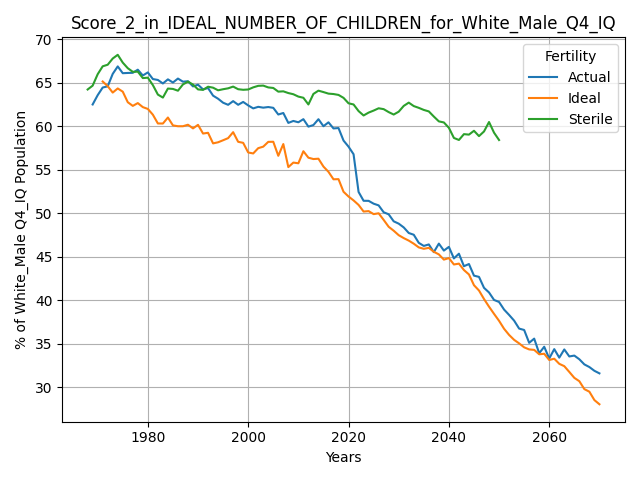 Score_2_in_IDEAL_NUMBER_OF_CHILDREN_for_White_Male_Q4_IQ
% of White_Male Q4_IQ Population
70
65
60
55
50
45
40
35
30
Fertility
Actual
Ideal
Sterile
1980 2000 2020 2040 2060
Years